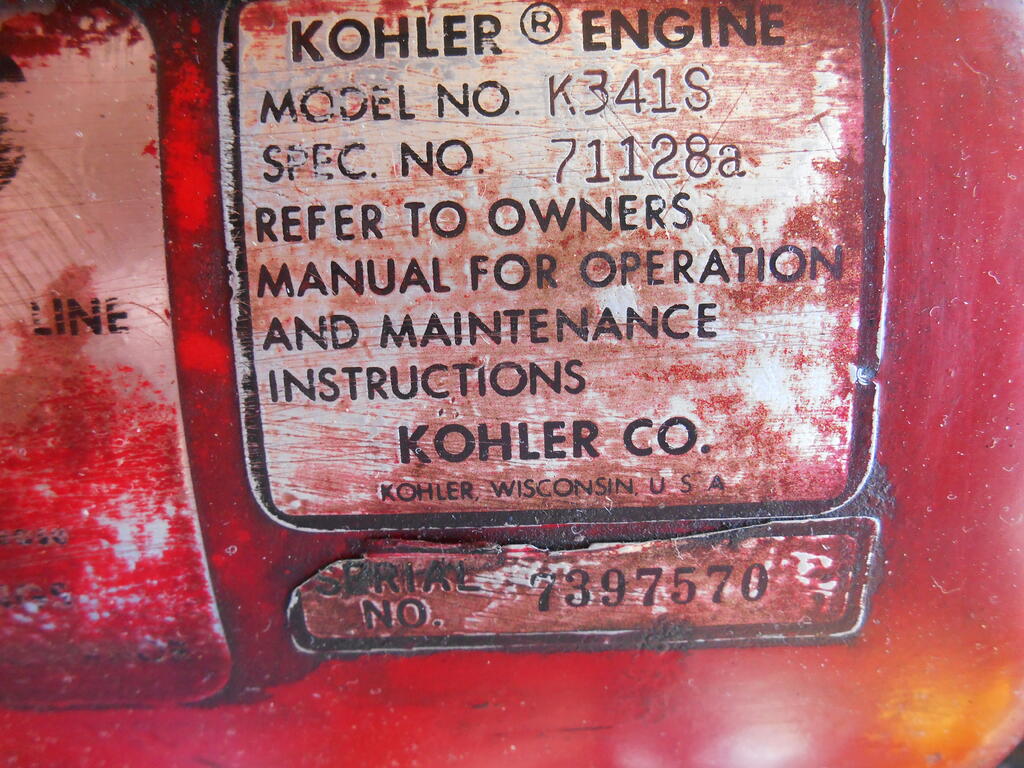 KOHLER ® ENGINE
MODEL NO. K341S
SPEC. NO. 71128a
REFER TO OWNERS
MANUAL FOR OPERATION
AND MAINTENANCE
INSTRUCTIONS
KOHLER CO.
KOHLER, WISCONSIN, U S A
SERIAL
NO. 7397570
LINE